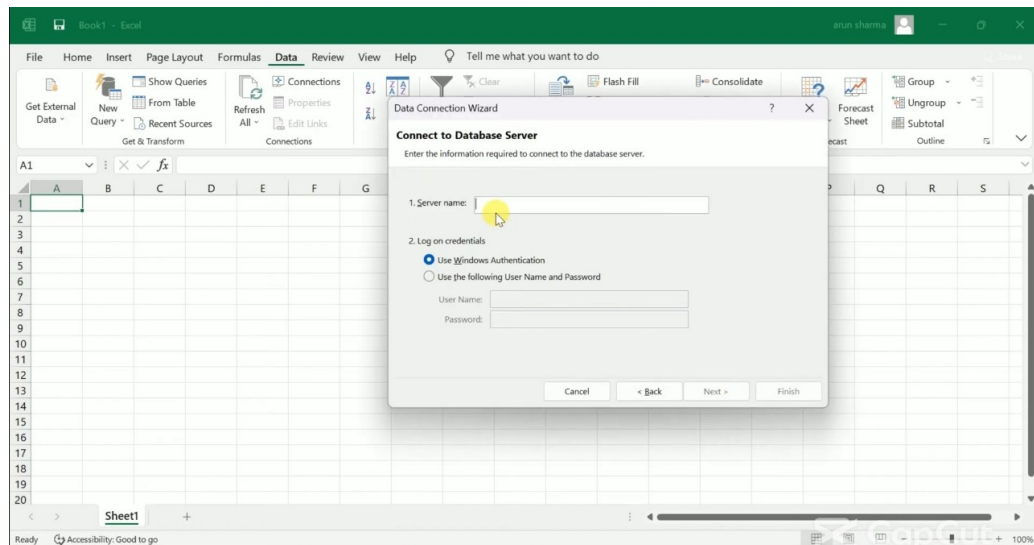 Book1 - Excel
arun sharma
File Home Insert Page Layout Formulas Data Review View Help Tell me what you want to do
Get External Data
New Query
Show Queries
From Table
Recent Sources
Get & Transform
Refresh All
Connections
Properties
Edit Links
Connections
Clear
Flash Fill
Consolidate
Forecast Sheet
ecast
Group
Ungroup
Subtotal
Outline
A1
fx
A B C D E F G P Q R S
1
2
3
4
5
6
7
8
9
10
11
12
13
14
15
16
17
18
19
20
Data Connection Wizard ?
Connect to Database Server
Enter the information required to connect to the database server.
1. Server name:
2. Log on credentials
Use Windows Authentication
Use the following User Name and Password
User Name:
Password:
Cancel < Back Next > Finish
Sheet1
Ready Accessibility: Good to go
CapCut
100%